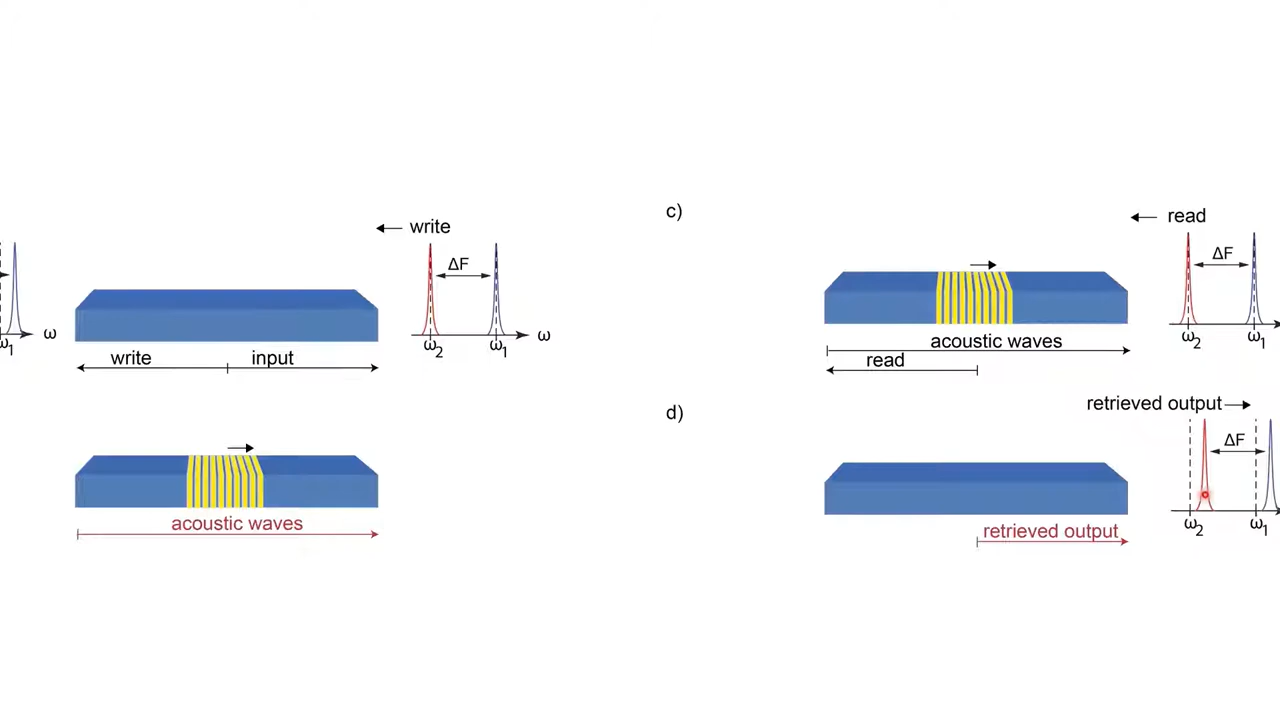 write
ΔF
ω₁
ω
ω₂
ω₁
ω
write
input
acoustic waves
c)
read
ΔF
ω₂
ω₁
acoustic waves
read
d)
retrieved output
ΔF
ω₂
ω₁
retrieved output